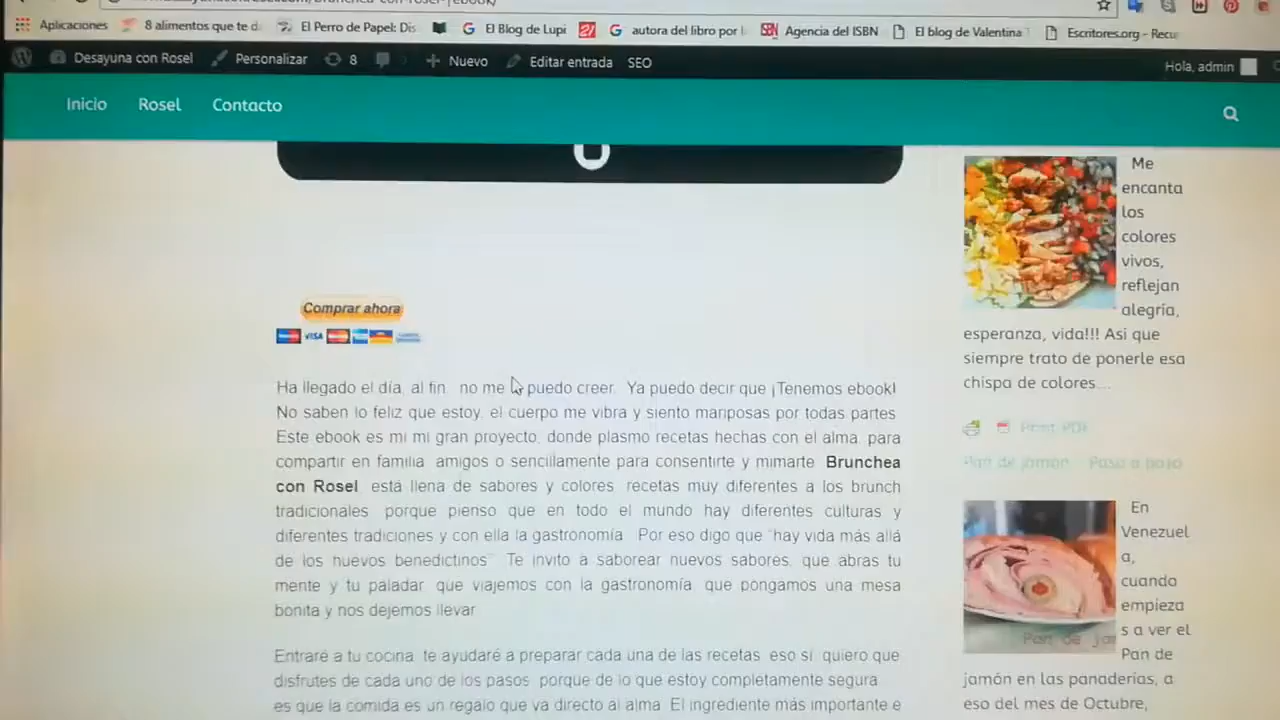 Aplicaciones 8 alimentos que te d El Perro de Papel: Dis El Blog de Lupi autora del libro por Agencia del ISBN El blog de Valentina Escritores.org - Recu
Desayuna con Rosel Personalizar 8 Nuevo Editar entrada SEO Hola, admin
Inicio Rosel Contacto
Comprar ahora
VISA
Ha llegado el día, al fin no me puedo creer. Ya puedo decir que ¡Tenemos ebook!
No saben lo feliz que estoy, el cuerpo me vibra y siento mariposas por todas partes.
Este ebook es mi mi gran proyecto, donde plasmo recetas hechas con el alma, para
compartir en familia, amigos o sencillamente para consentirte y mimarte. Brunchea
con Rosel está llena de sabores y colores, recetas muy diferentes a los brunch
tradicionales, porque pienso que en todo el mundo hay diferentes culturas y
diferentes tradiciones y con ella la gastronomía. Por eso digo que "hay vida más allá
de los huevos benedictinos". Te invito a saborear nuevos sabores, que abras tu
mente y tu paladar, que viajemos con la gastronomía, que pongamos una mesa
bonita y nos dejemos llevar.
Entraré a tu cocina, te ayudaré a preparar cada una de las recetas, eso sí, quiero que
disfrutes de cada uno de los pasos, porque de lo que estoy completamente segura
es que la comida es un regalo que va directo al alma. El ingrediente más importante e
Me
encanta
los
colores
vivos,
reflejan
alegría,
esperanza, vida!!! Asi que
siempre trato de ponerle esa
chispa de colores...
Print PDF
Pan de jamón. Paso a paso
En
Venezuel
a,
cuando
empieza
s a ver el
Pan de
jamón en las panaderías, a
eso del mes de Octubre,
Pan de jam